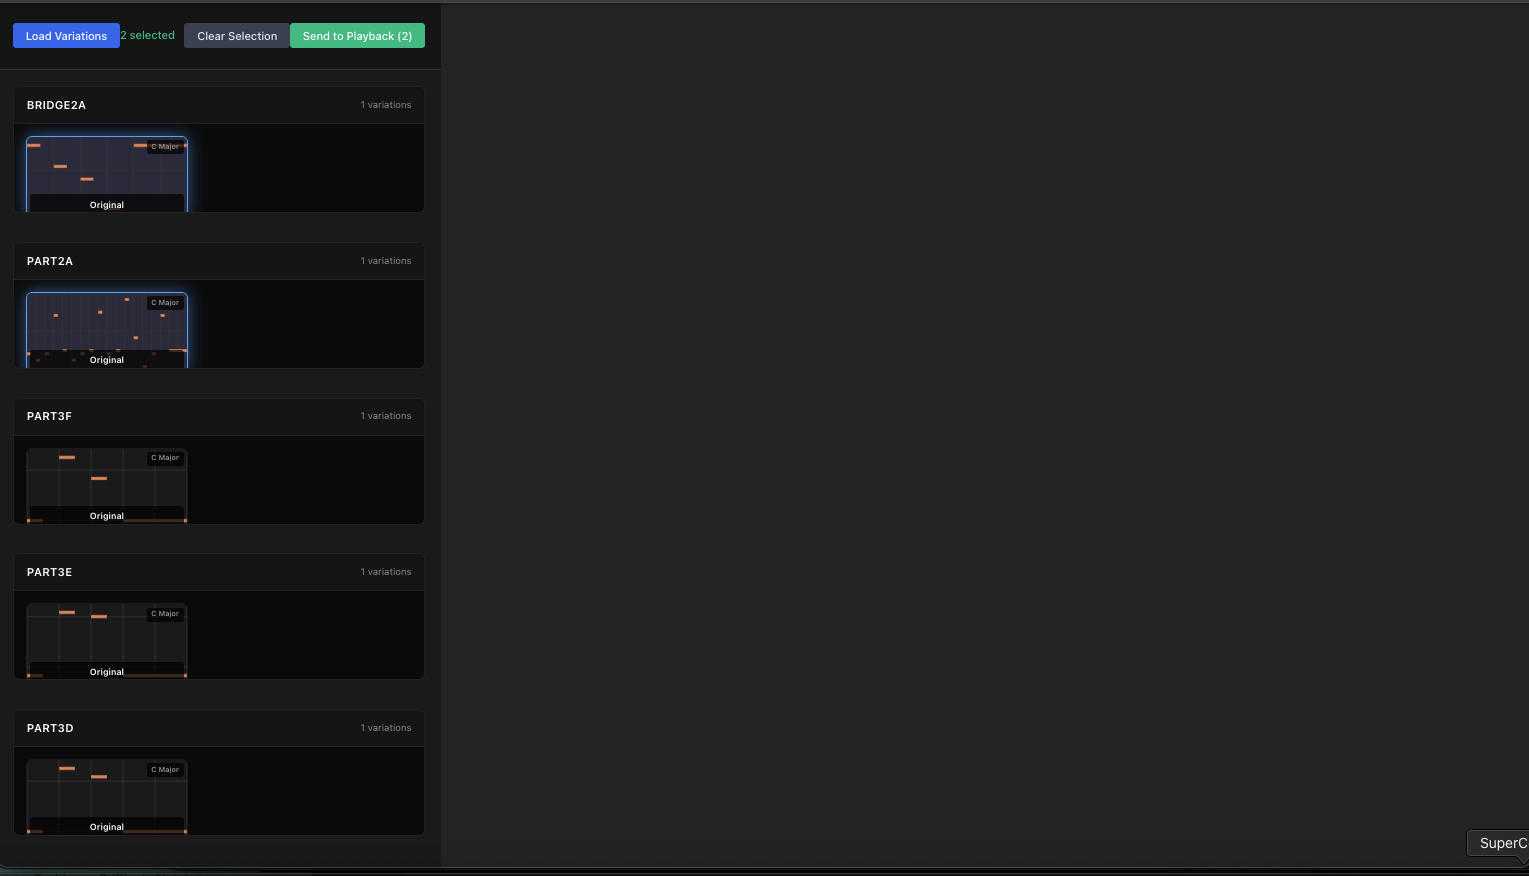 Load Variations 2 selected Clear Selection Send to Playback (2)
BRIDGE2A 1 variations
C Major
Original
PART2A 1 variations
C Major
Original
PART3F 1 variations
C Major
Original
PART3E 1 variations
C Major
Original
PART3D 1 variations
C Major
Original
SuperC